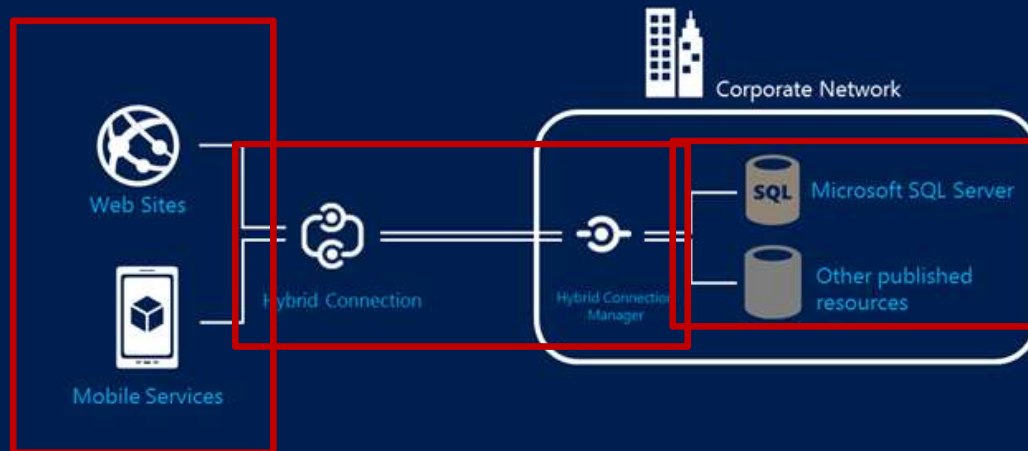 Corporate Network
Web Sites
Mobile Services
Hybrid Connection
Hybrid Connection
Manager
SQL
Microsoft SQL Server
Other published
resources